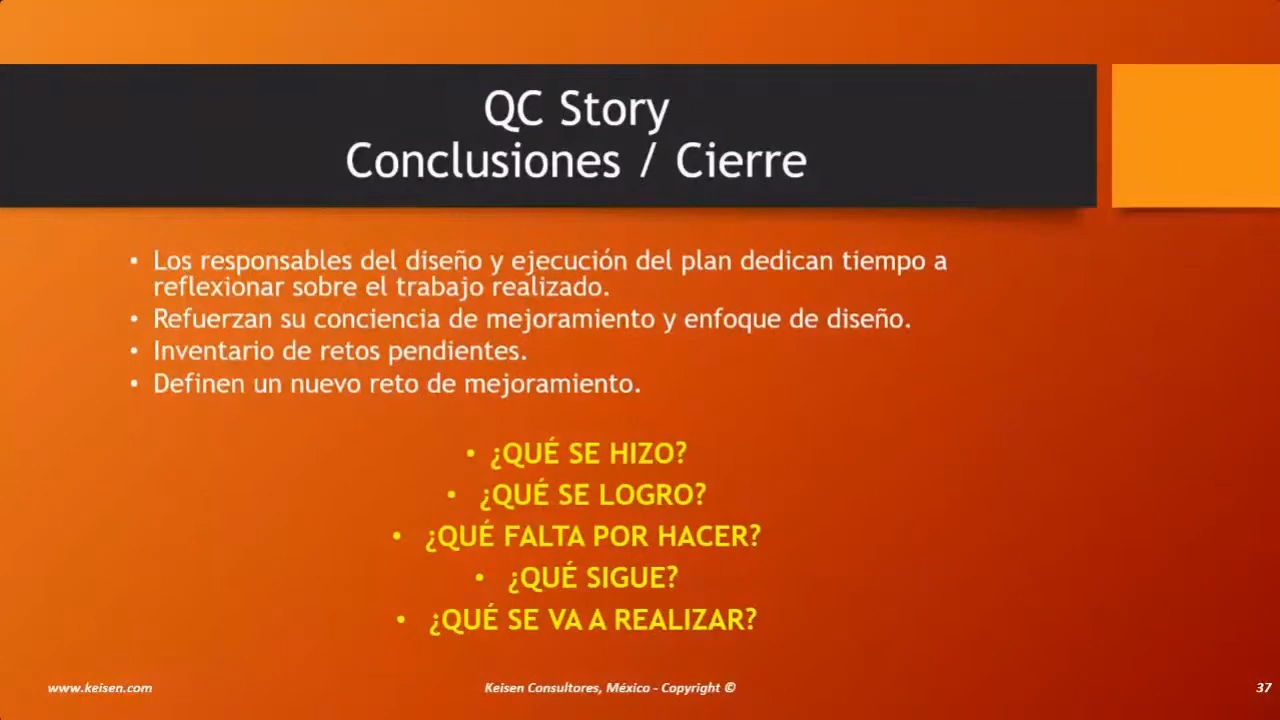 QC Story
Conclusiones / Cierre
• Los responsables del diseño y ejecución del plan dedican tiempo a
reflexionar sobre el trabajo realizado.
• Refuerzan su conciencia de mejoramiento y enfoque de diseño.
• Inventario de retos pendientes.
• Definen un nuevo reto de mejoramiento.
• ¿QUÉ SE HIZO?
• ¿QUÉ SE LOGRO?
• ¿QUÉ FALTA POR HACER?
• ¿QUÉ SIGUE?
• ¿QUÉ SE VA A REALIZAR?
www.keisen.com
Keisen Consultores, México - Copyright ©
37